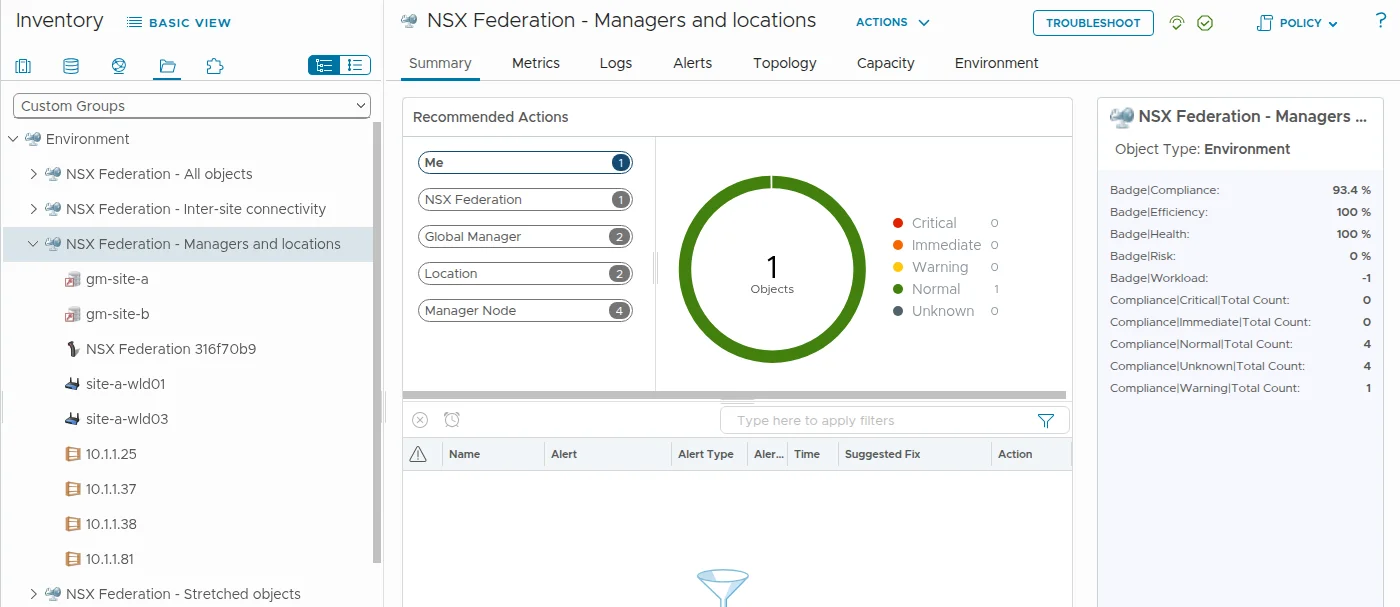 Inventory
BASIC VIEW
Custom Groups
Environment
NSX Federation - All objects
NSX Federation - Inter-site connectivity
NSX Federation - Managers and locations
gm-site-a
gm-site-b
NSX Federation 316f70b9
site-a-wld01
site-a-wld03
10.1.1.25
10.1.1.37
10.1.1.38
10.1.1.81
NSX Federation - Stretched objects
NSX Federation - Managers and locations
ACTIONS
TROUBLESHOOT
POLICY
?
Summary Metrics Logs Alerts Topology Capacity Environment
Recommended Actions
Me 1
NSX Federation 1
Global Manager 2
Location 2
Manager Node 4
1
Objects
Critical 0
Immediate 0
Warning 0
Normal 1
Unknown 0
Type here to apply filters
Name Alert Alert Type Aler... Time Suggested Fix Action
NSX Federation - Managers ...
Object Type: Environment
Badge|Compliance: 93.4 %
Badge|Efficiency: 100 %
Badge|Health: 100 %
Badge|Risk: 0 %
Badge|Workload: -1
Compliance|Critical|Total Count: 0
Compliance|Immediate|Total Count: 0
Compliance|Normal|Total Count: 4
Compliance|Unknown|Total Count: 4
Compliance|Warning|Total Count: 1